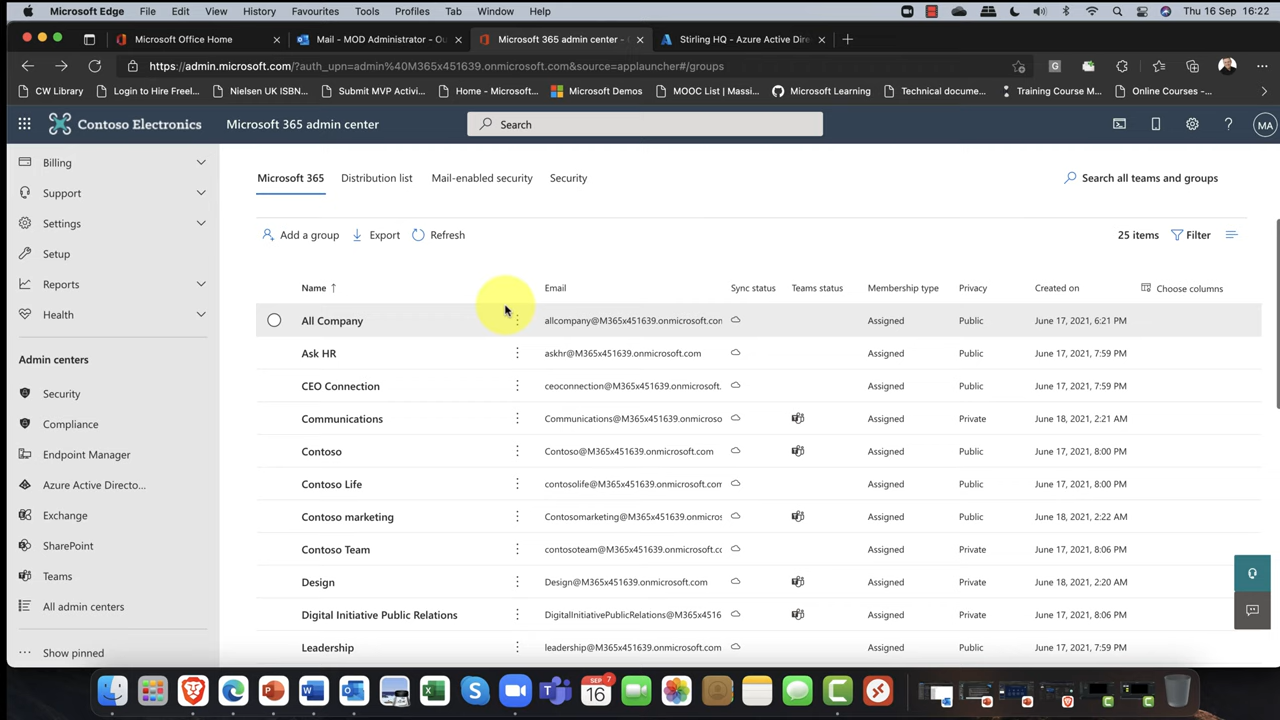 Microsoft Edge File Edit View History Favourites Tools Profiles Tab Window Help Thu 16 Sep 16:22
Microsoft Office Home Mail - MOD Administrator - Ou Microsoft 365 admin center - Stirling HQ - Azure Active Dire
https://admin.microsoft.com/?auth_upn=admin%40M365x451639.onmicrosoft.com&source=applauncher#/groups
CW Library Login to Hire Freel... Nielsen UK ISBN... Submit MVP Activi... Home - Microsoft... Microsoft Demos MOOC List | Massi... Microsoft Learning Technical docume... Training Course M... Online Courses -...
Contoso Electronics Microsoft 365 admin center Search MA
Billing
Support
Settings
Setup
Reports
Health
Admin centers
Security
Compliance
Endpoint Manager
Azure Active Directo...
Exchange
SharePoint
Teams
All admin centers
Show pinned
Microsoft 365 Distribution list Mail-enabled security Security Search all teams and groups
Add a group Export Refresh 25 items Filter
Name ↑ Email Sync status Teams status Membership type Privacy Created on Choose columns
All Company allcompany@M365x451639.onmicrosoft.com Assigned Public June 17, 2021, 6:21 PM
Ask HR askhr@M365x451639.onmicrosoft.com Assigned Public June 17, 2021, 7:59 PM
CEO Connection ceoconnection@M365x451639.onmicrosoft. Assigned Public June 17, 2021, 7:59 PM
Communications Communications@M365x451639.onmicroso Assigned Private June 18, 2021, 2:21 AM
Contoso Contoso@M365x451639.onmicrosoft.com Assigned Public June 17, 2021, 8:00 PM
Contoso Life contosolife@M365x451639.onmicrosoft.com Assigned Public June 17, 2021, 8:00 PM
Contoso marketing Contosomarketing@M365x451639.onmicros Assigned Public June 18, 2021, 2:22 AM
Contoso Team contosoteam@M365x451639.onmicrosoft.cc Assigned Private June 17, 2021, 8:06 PM
Design Design@M365x451639.onmicrosoft.com Assigned Private June 18, 2021, 2:20 AM
Digital Initiative Public Relations DigitalInitiativePublicRelations@M365x4516 Assigned Private June 17, 2021, 8:06 PM
Leadership leadership@M365x451639.onmicrosoft.com Assigned Public June 17, 2021, 7:59 PM
SEP 7
16